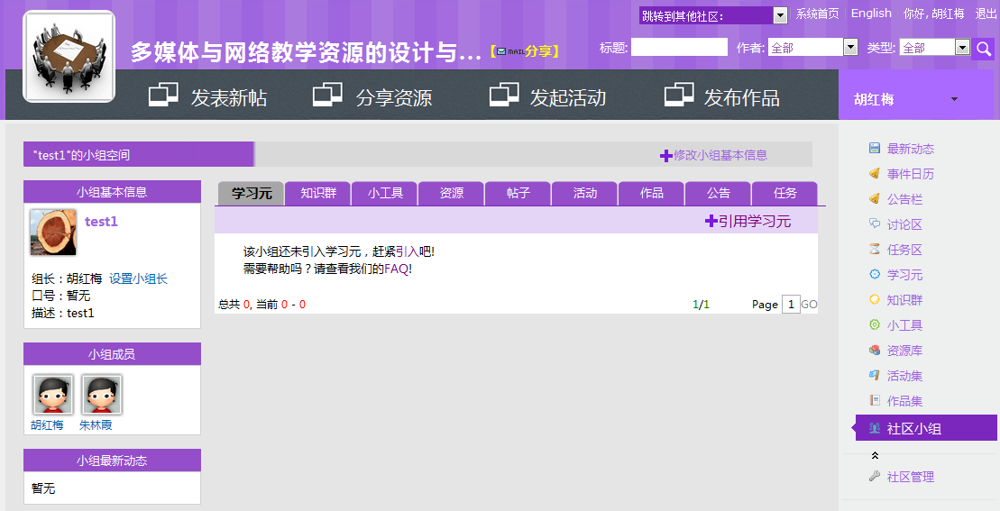 跳转到其他社区：
系统首页 English 你好, 胡红梅 退出
多媒体与网络教学资源的设计与...
【MAIL分享】
标题: 作者: 全部 类型: 全部
发表新帖 分享资源 发起活动 发布作品
胡红梅
"test1"的小组空间
修改小组基本信息
小组基本信息
test1
组长：胡红梅 设置小组长
口号：暂无
描述：test1
小组成员
胡红梅 朱林霞
小组最新动态
暂无
学习元 知识群 小工具 资源 帖子 活动 作品 公告 任务
引用学习元
该小组还未引入学习元，赶紧引入吧!
需要帮助吗？请查看我们的FAQ!
总共 0, 当前 0 - 0 1/1 Page 1 GO
最新动态
事件日历
公告栏
讨论区
任务区
学习元
知识群
小工具
资源库
活动集
作品集
社区小组
社区管理